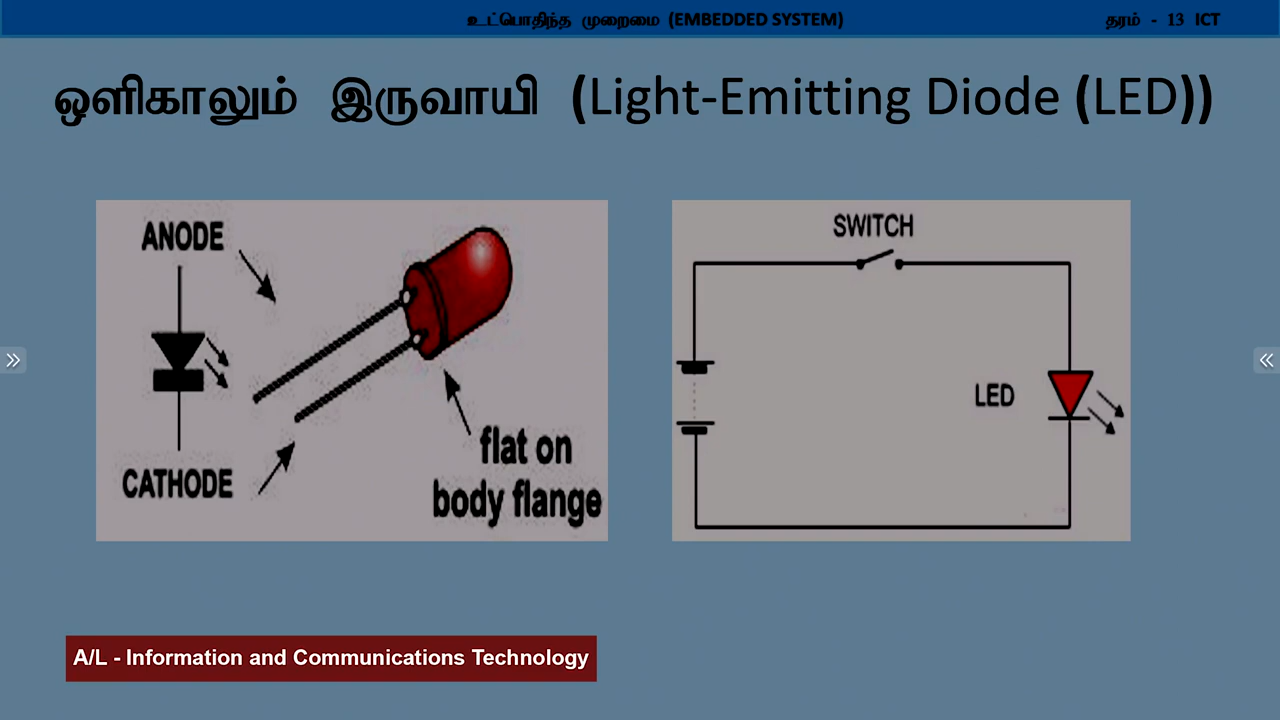 உட்பொதிந்த முறைமை (EMBEDDED SYSTEM) தரம் - 13 ICT
ஒளிகாலும் இருவாயி (Light-Emitting Diode (LED))
ANODE
CATHODE
flat on
body flange
SWITCH
LED
A/L - Information and Communications Technology